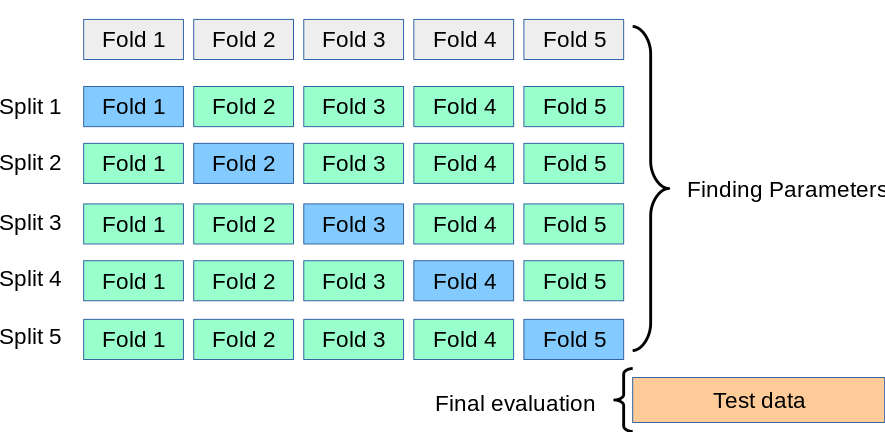 Fold 1 Fold 2 Fold 3 Fold 4 Fold 5
Split 1 Fold 1 Fold 2 Fold 3 Fold 4 Fold 5
Split 2 Fold 1 Fold 2 Fold 3 Fold 4 Fold 5
Finding Parameters
Split 3 Fold 1 Fold 2 Fold 3 Fold 4 Fold 5
Split 4 Fold 1 Fold 2 Fold 3 Fold 4 Fold 5
Split 5 Fold 1 Fold 2 Fold 3 Fold 4 Fold 5
Final evaluation Test data